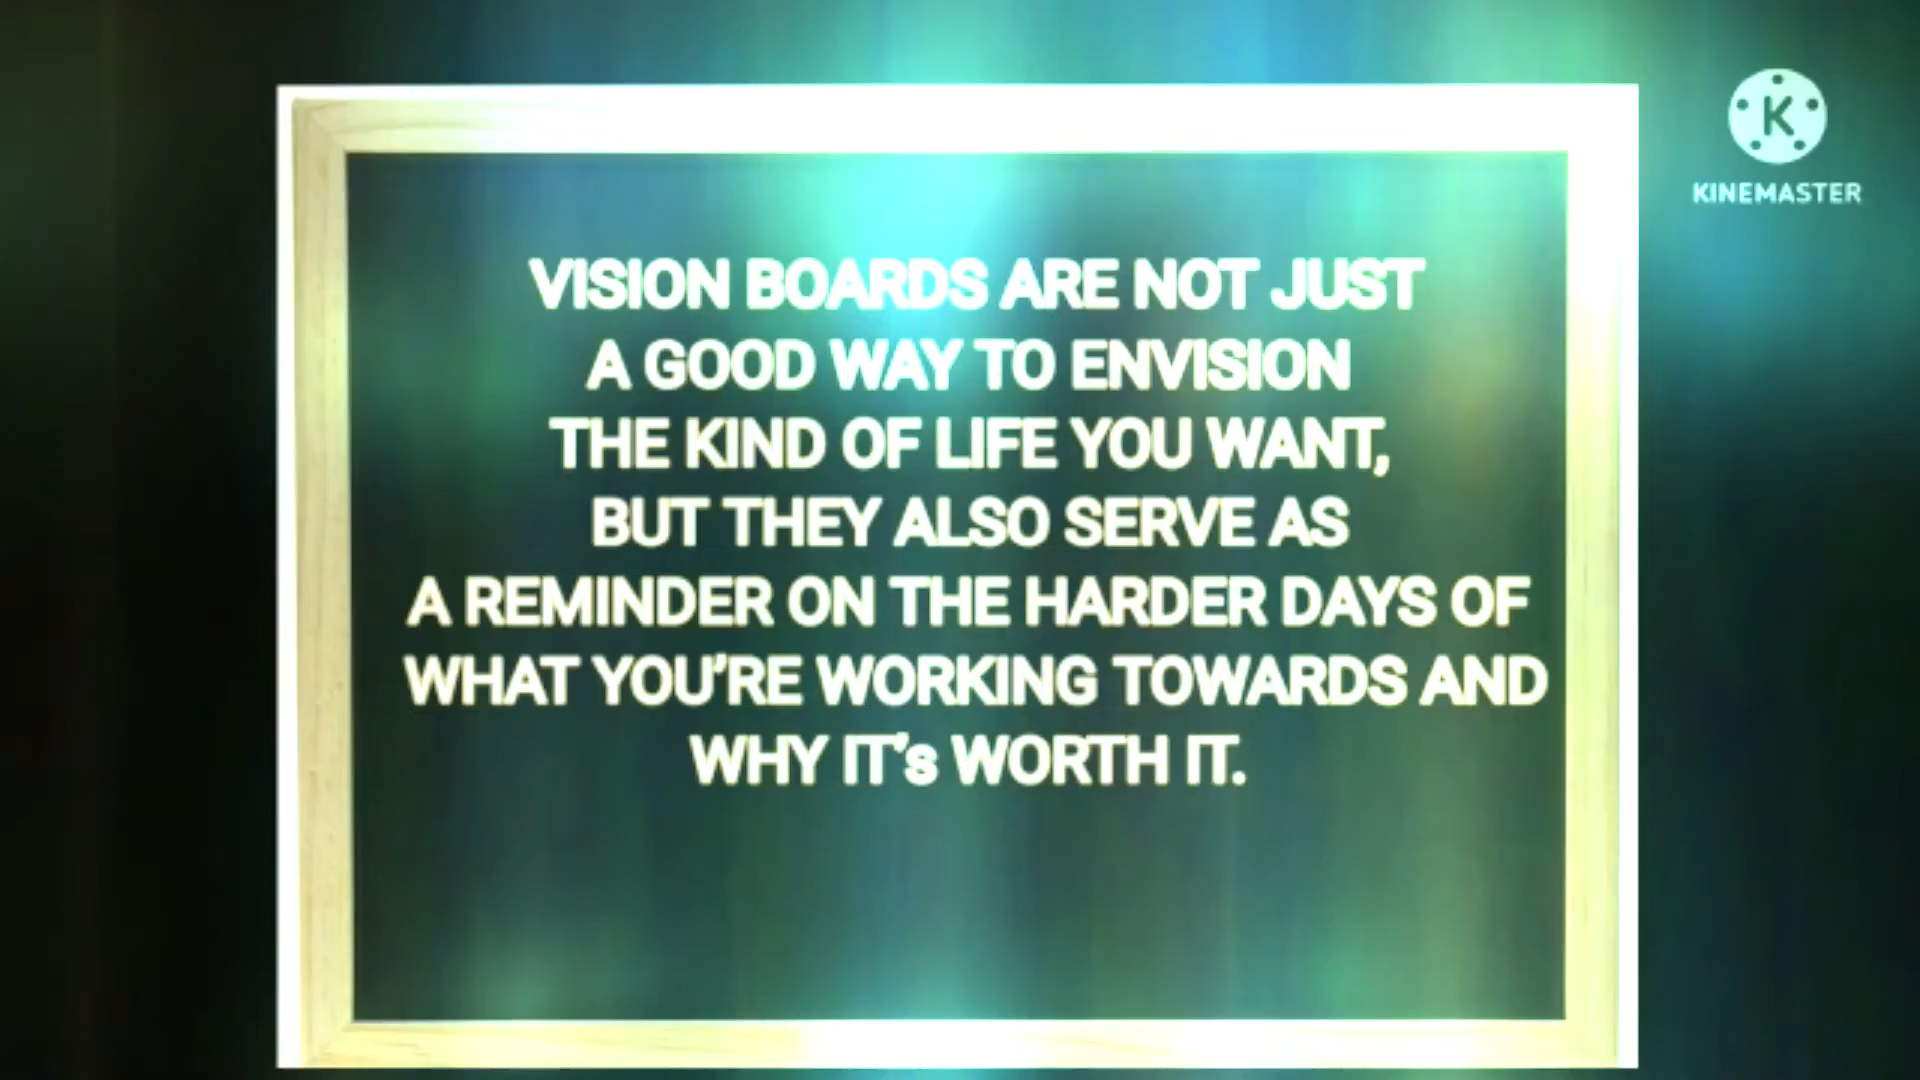 VISION BOARDS ARE NOT JUST
A GOOD WAY TO ENVISION
THE KIND OF LIFE YOU WANT,
BUT THEY ALSO SERVE AS
A REMINDER ON THE HARDER DAYS OF
WHAT YOU'RE WORKING TOWARDS AND
WHY IT's WORTH IT.
K
KINEMASTER